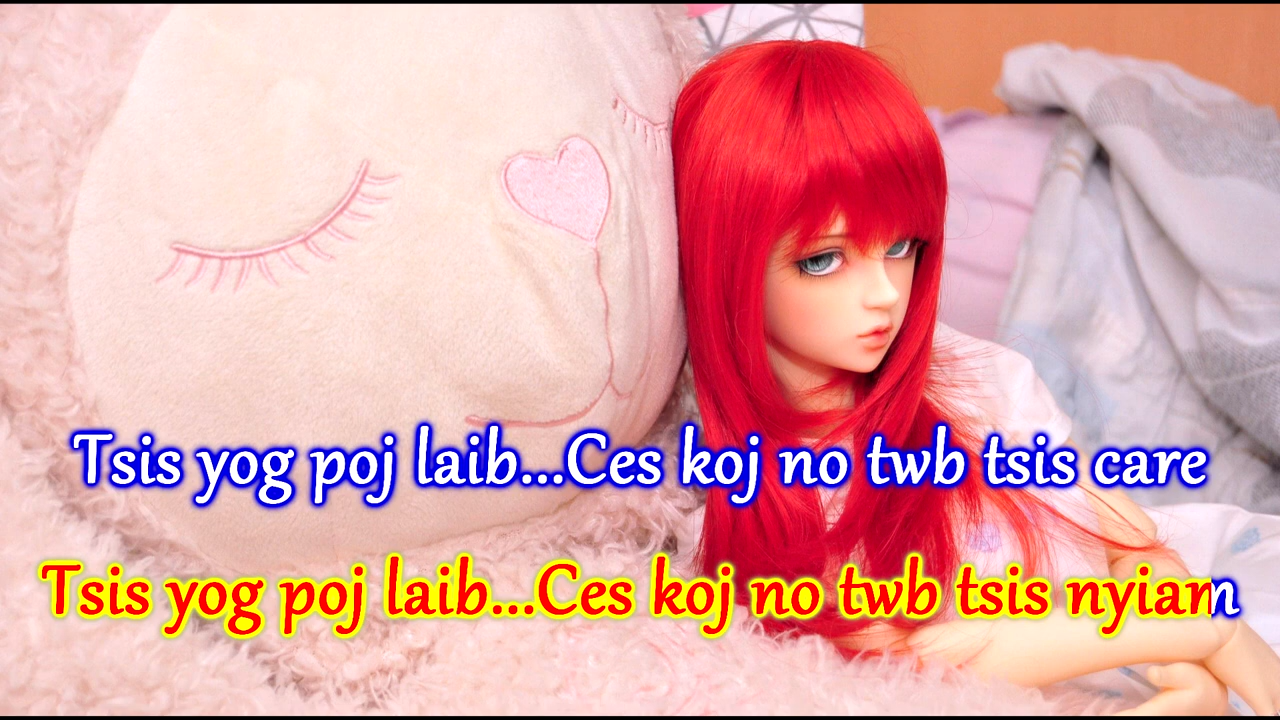 Tsis yog poj laib...Ces koj no twb tsis care
Tsis yog poj laib...Ces koj no twb tsis nyiam